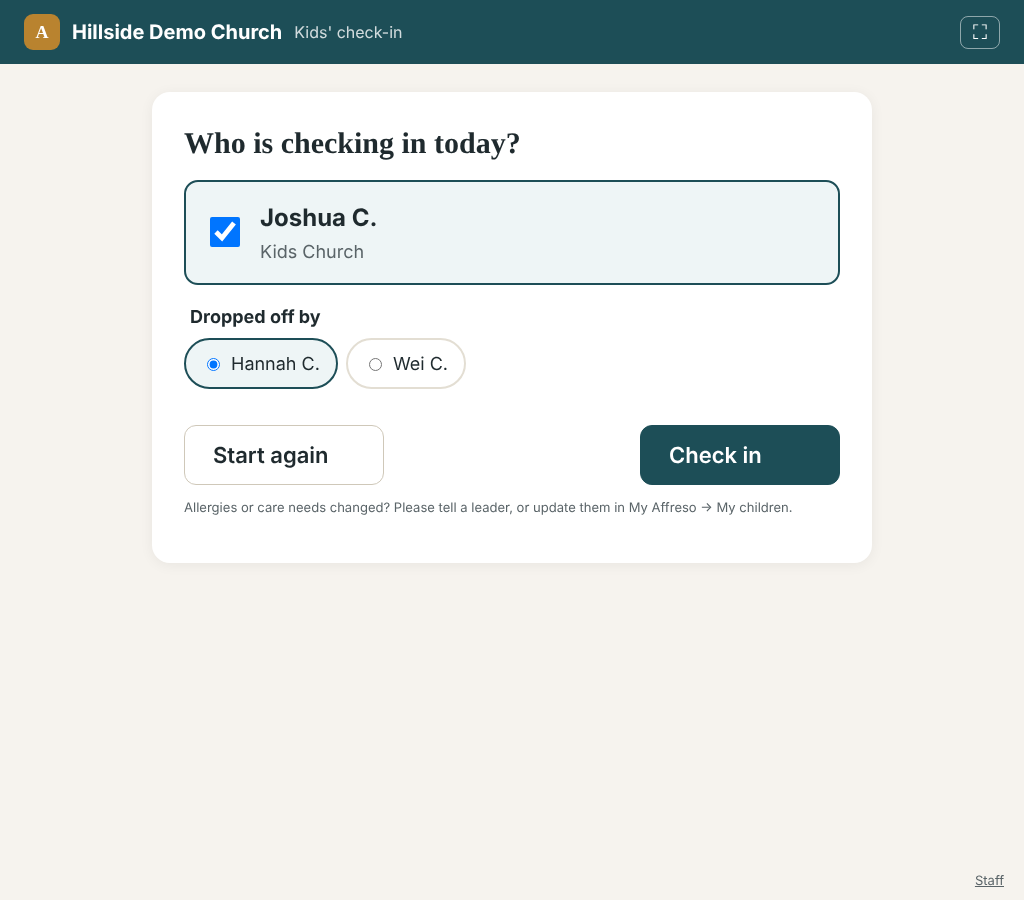 A Hillside Demo Church Kids' check-in
Who is checking in today?
Joshua C.
Kids Church
Dropped off by
Hannah C. Wei C.
Start again Check in
Allergies or care needs changed? Please tell a leader, or update them in My Affreso → My children.
Staff